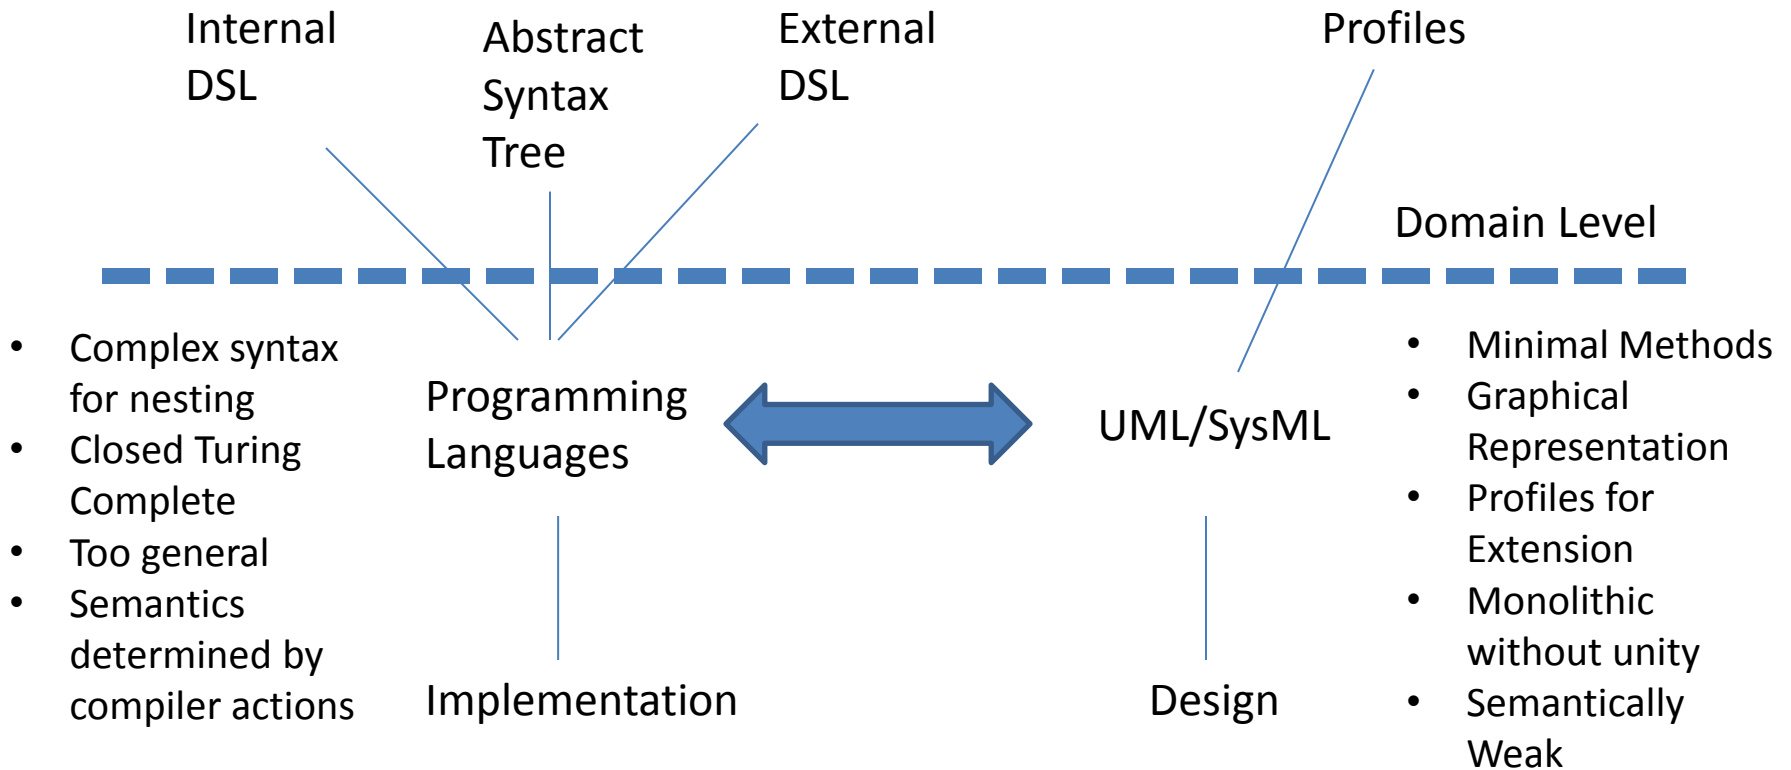 Internal
DSL
Abstract
Syntax
Tree
External
DSL
Profiles
Domain Level
• Complex syntax
for nesting
• Closed Turing
Complete
• Too general
• Semantics
determined by
compiler actions
Programming
Languages
UML/SysML
Implementation
Design
• Minimal Methods
• Graphical
Representation
• Profiles for
Extension
• Monolithic
without unity
• Semantically
Weak